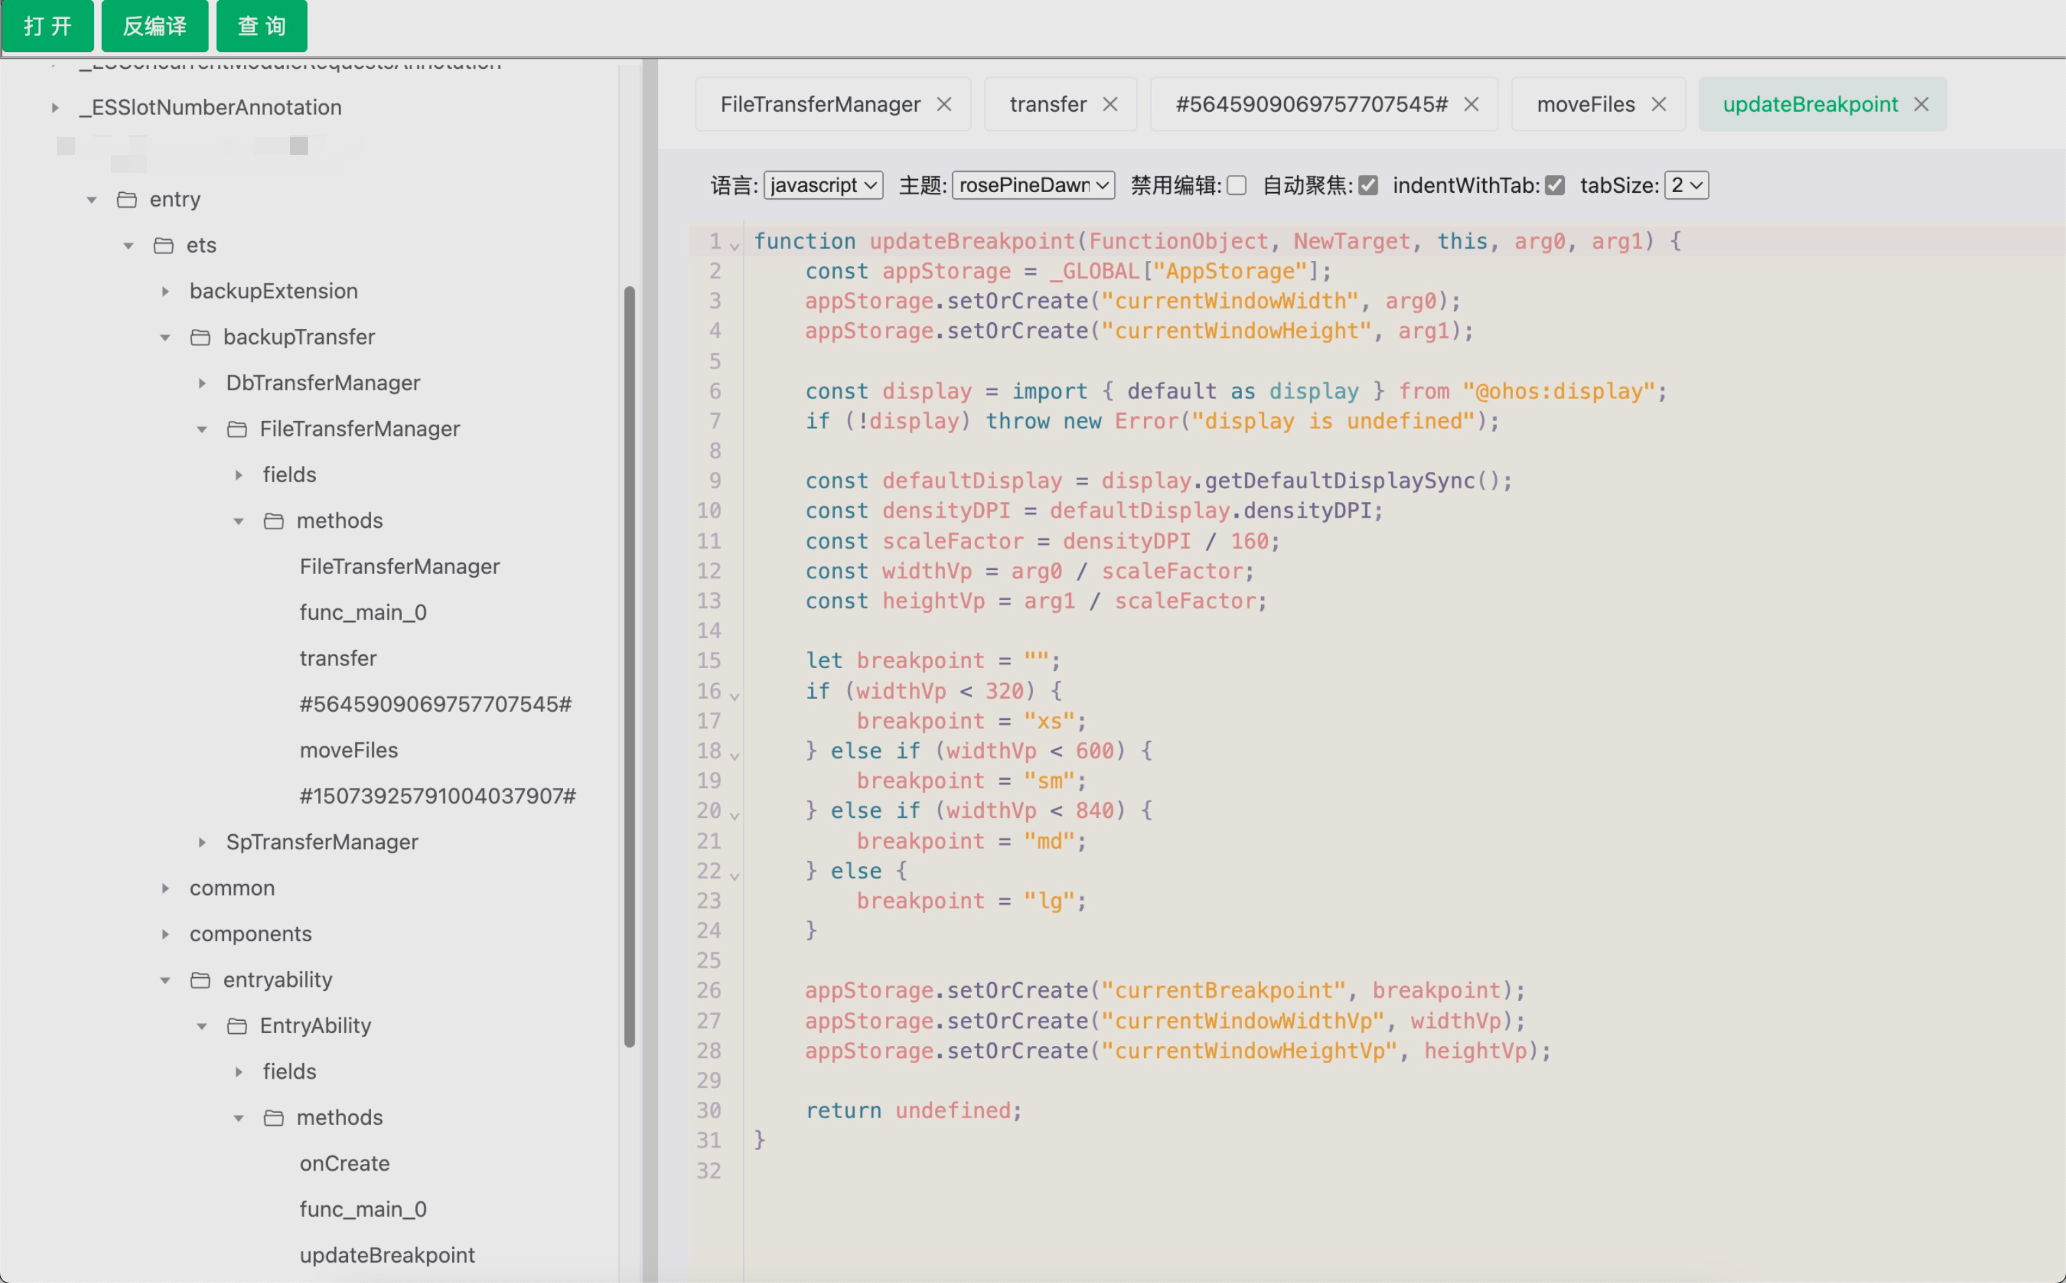 打 开 反编译 查 询
_ESConcurrentModuleRequestsAnnotation
_ESSlotNumberAnnotation
entry
ets
backupExtension
backupTransfer
DbTransferManager
FileTransferManager
fields
methods
FileTransferManager
func_main_0
transfer
#5645909069757707545#
moveFiles
#15073925791004037907#
SpTransferManager
common
components
entryability
EntryAbility
fields
methods
onCreate
func_main_0
updateBreakpoint
FileTransferManager transfer #5645909069757707545# moveFiles updateBreakpoint
语言: javascript 主题: rosePineDawn 禁用编辑: 自动聚焦: indentWithTab: tabSize: 2
1 function updateBreakpoint(FunctionObject, NewTarget, this, arg0, arg1) {
2 const appStorage = _GLOBAL["AppStorage"];
3 appStorage.setOrCreate("currentWindowWidth", arg0);
4 appStorage.setOrCreate("currentWindowHeight", arg1);
5
6 const display = import { default as display } from "@ohos:display";
7 if (!display) throw new Error("display is undefined");
8
9 const defaultDisplay = display.getDefaultDisplaySync();
10 const densityDPI = defaultDisplay.densityDPI;
11 const scaleFactor = densityDPI / 160;
12 const widthVp = arg0 / scaleFactor;
13 const heightVp = arg1 / scaleFactor;
14
15 let breakpoint = "";
16 if (widthVp < 320) {
17 breakpoint = "xs";
18 } else if (widthVp < 600) {
19 breakpoint = "sm";
20 } else if (widthVp < 840) {
21 breakpoint = "md";
22 } else {
23 breakpoint = "lg";
24 }
25
26 appStorage.setOrCreate("currentBreakpoint", breakpoint);
27 appStorage.setOrCreate("currentWindowWidthVp", widthVp);
28 appStorage.setOrCreate("currentWindowHeightVp", heightVp);
29
30 return undefined;
31 }
32